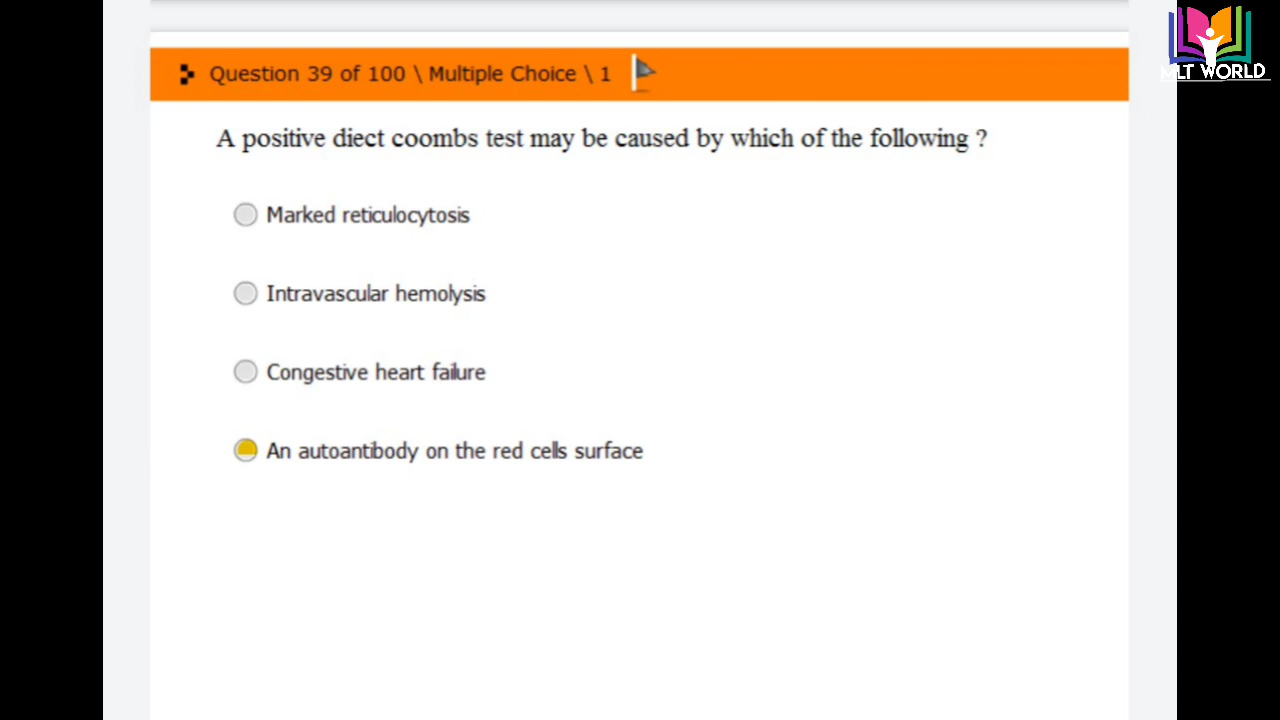 MLT WORLD
Question 39 of 100 \ Multiple Choice \ 1
A positive diect coombs test may be caused by which of the following ?
Marked reticulocytosis
Intravascular hemolysis
Congestive heart failure
An autoantibody on the red cells surface